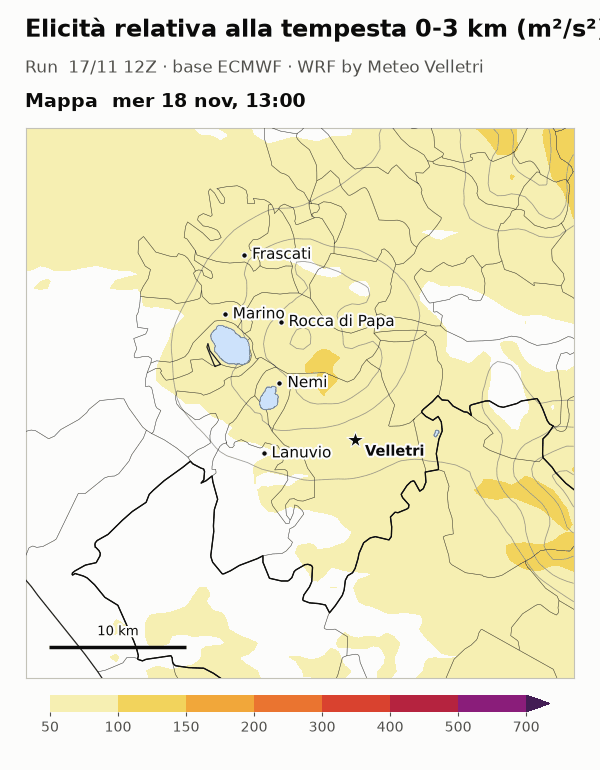 Elicità relativa alla tempesta 0-3 km (m²/s²)
Run 17/11 12Z · base ECMWF · WRF by Meteo Velletri
Mappa mer 18 nov, 13:00
Frascati
Marino
Rocca di Papa
Nemi
Velletri
Lanuvio
10 km
50 100 150 200 300 400 500 700